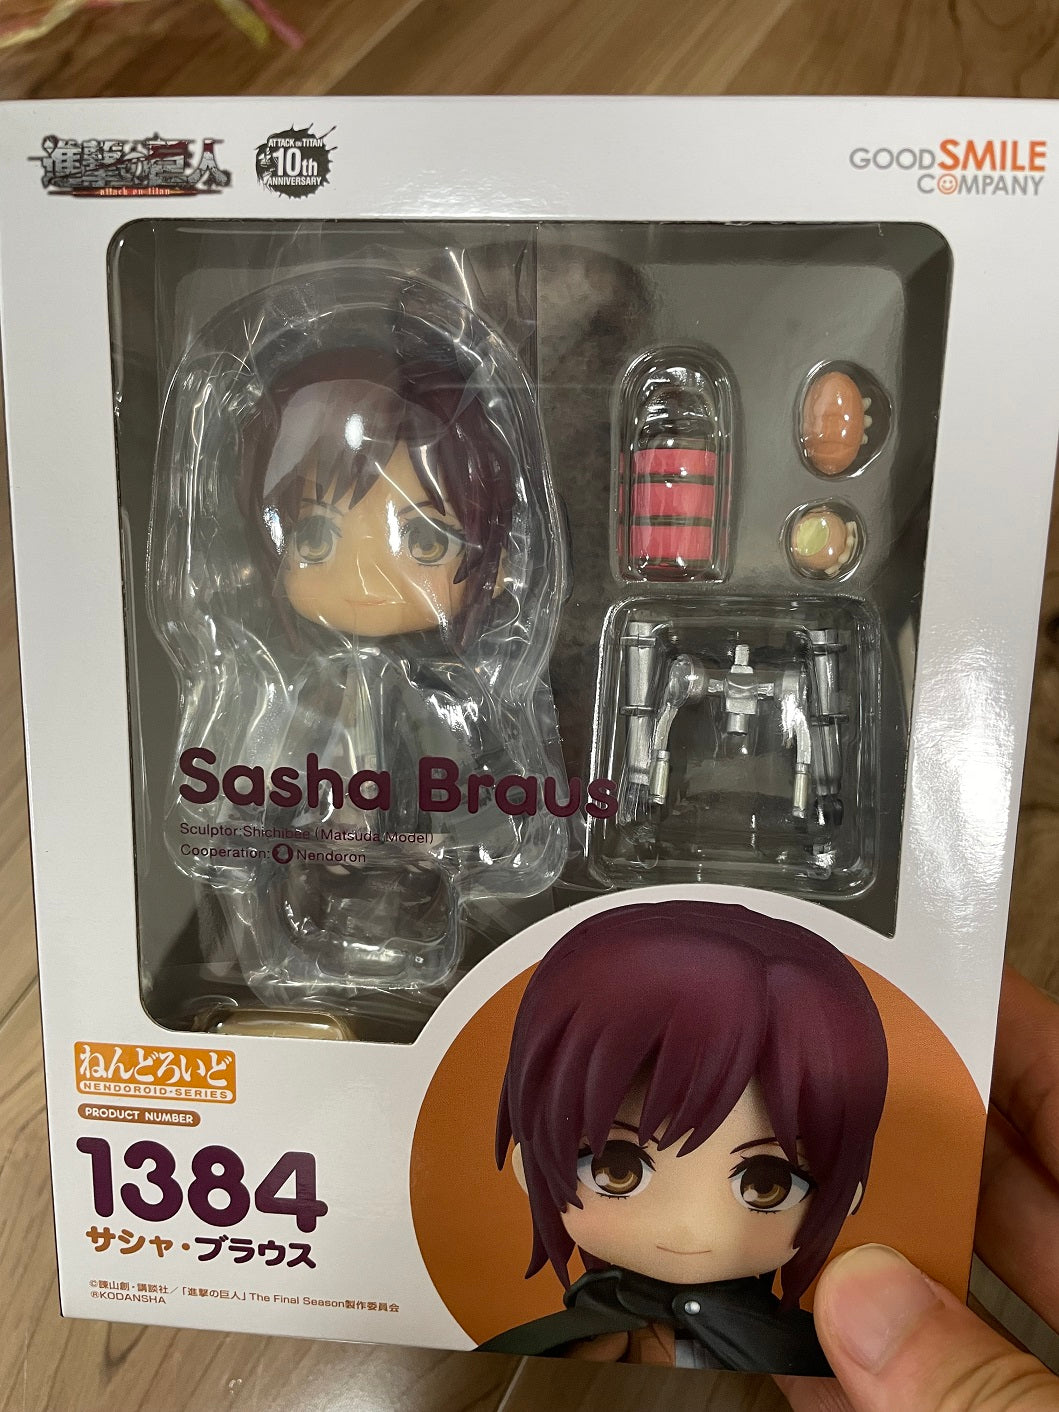 進撃の巨人
attack on titan
ATTACK ON TITAN
10th
ANNIVERSARY
GOOD SMILE
COMPANY
Sasha Braus
Sculptor:Shichibee (Matsuda Model)
Cooperation: Nendoron
ねんどろいど
NENDOROID·SERIES
PRODUCT NUMBER
1384
サシャ・ブラウス
©諫山創・講談社／「進撃の巨人」The Final Season製作委員会
®KODANSHA